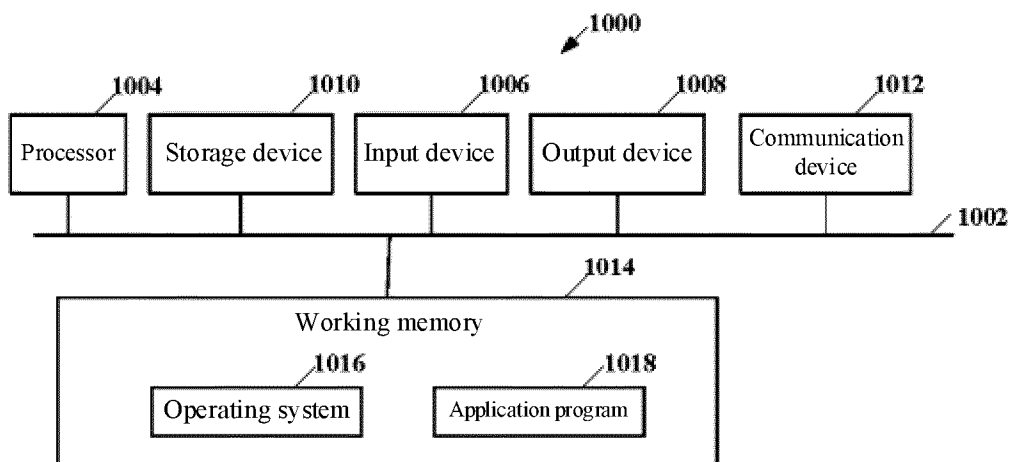 1000
1004
1010
1006
1008
1012
Processor
Storage device
Input device
Output device
Communication
device
1002
1014
Working memory
1016
1018
Operating system
Application program